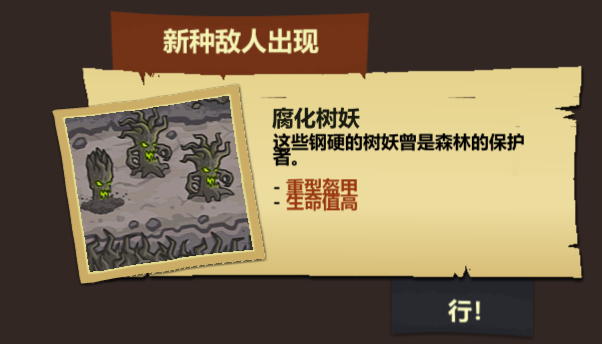 新种敌人出现
腐化树妖
这些钢硬的树妖曾是森林的保护
者。
- 重型盔甲
- 生命值高
行!